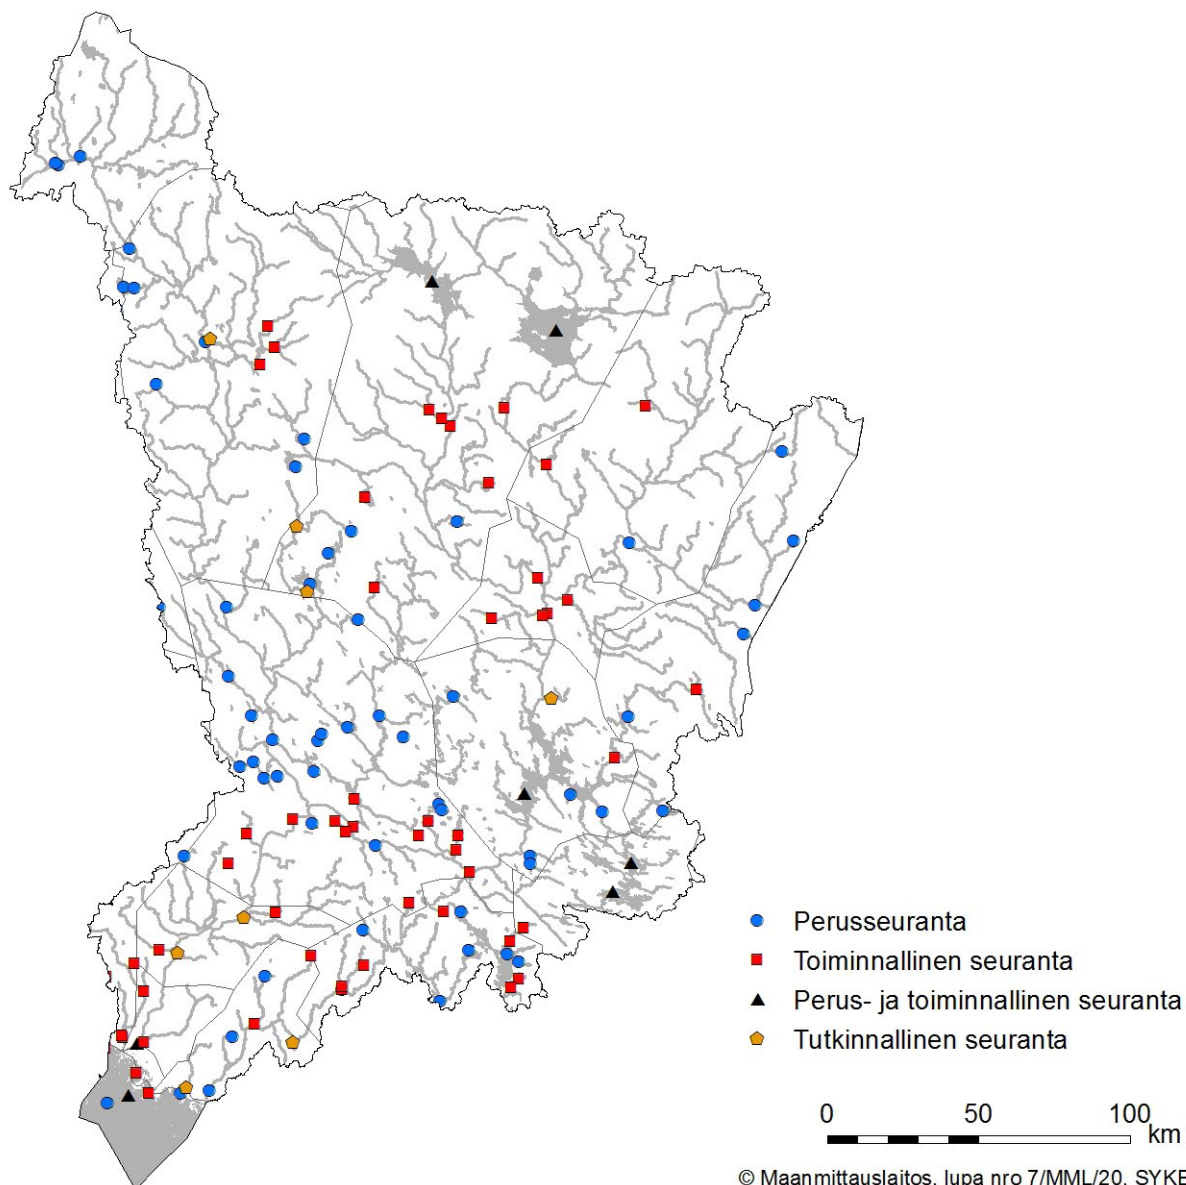 Perusseuranta
Toiminnallinen seuranta
Perus- ja toiminnallinen seuranta
Tutkinnallinen seuranta
0 50 100
km
© Maanmittauslaitos, lupa nro 7/MML/20, SYKE